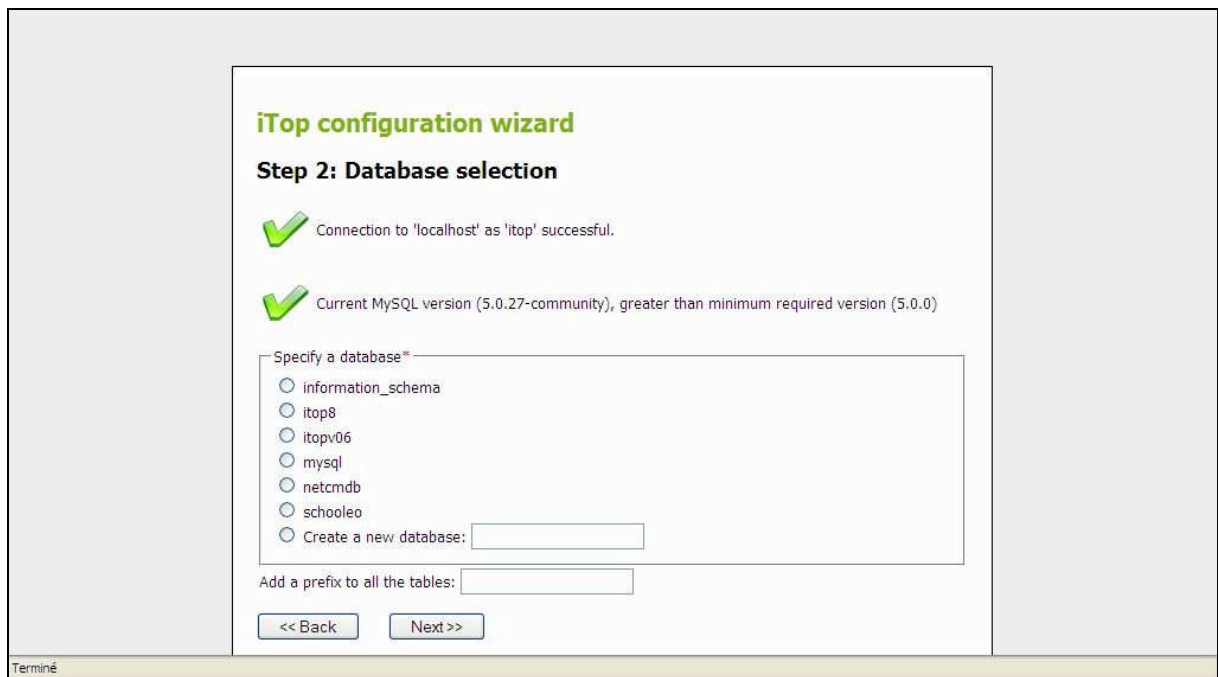 iTop configuration wizard
Step 2: Database selection
Connection to 'localhost' as 'itop' successful.
Current MySQL version (5.0.27-community), greater than minimum required version (5.0.0)
Specify a database*
information_schema
itop8
itopv06
mysql
netcmdb
schooleo
Create a new database:
Add a prefix to all the tables:
<< Back Next >>
Terminé